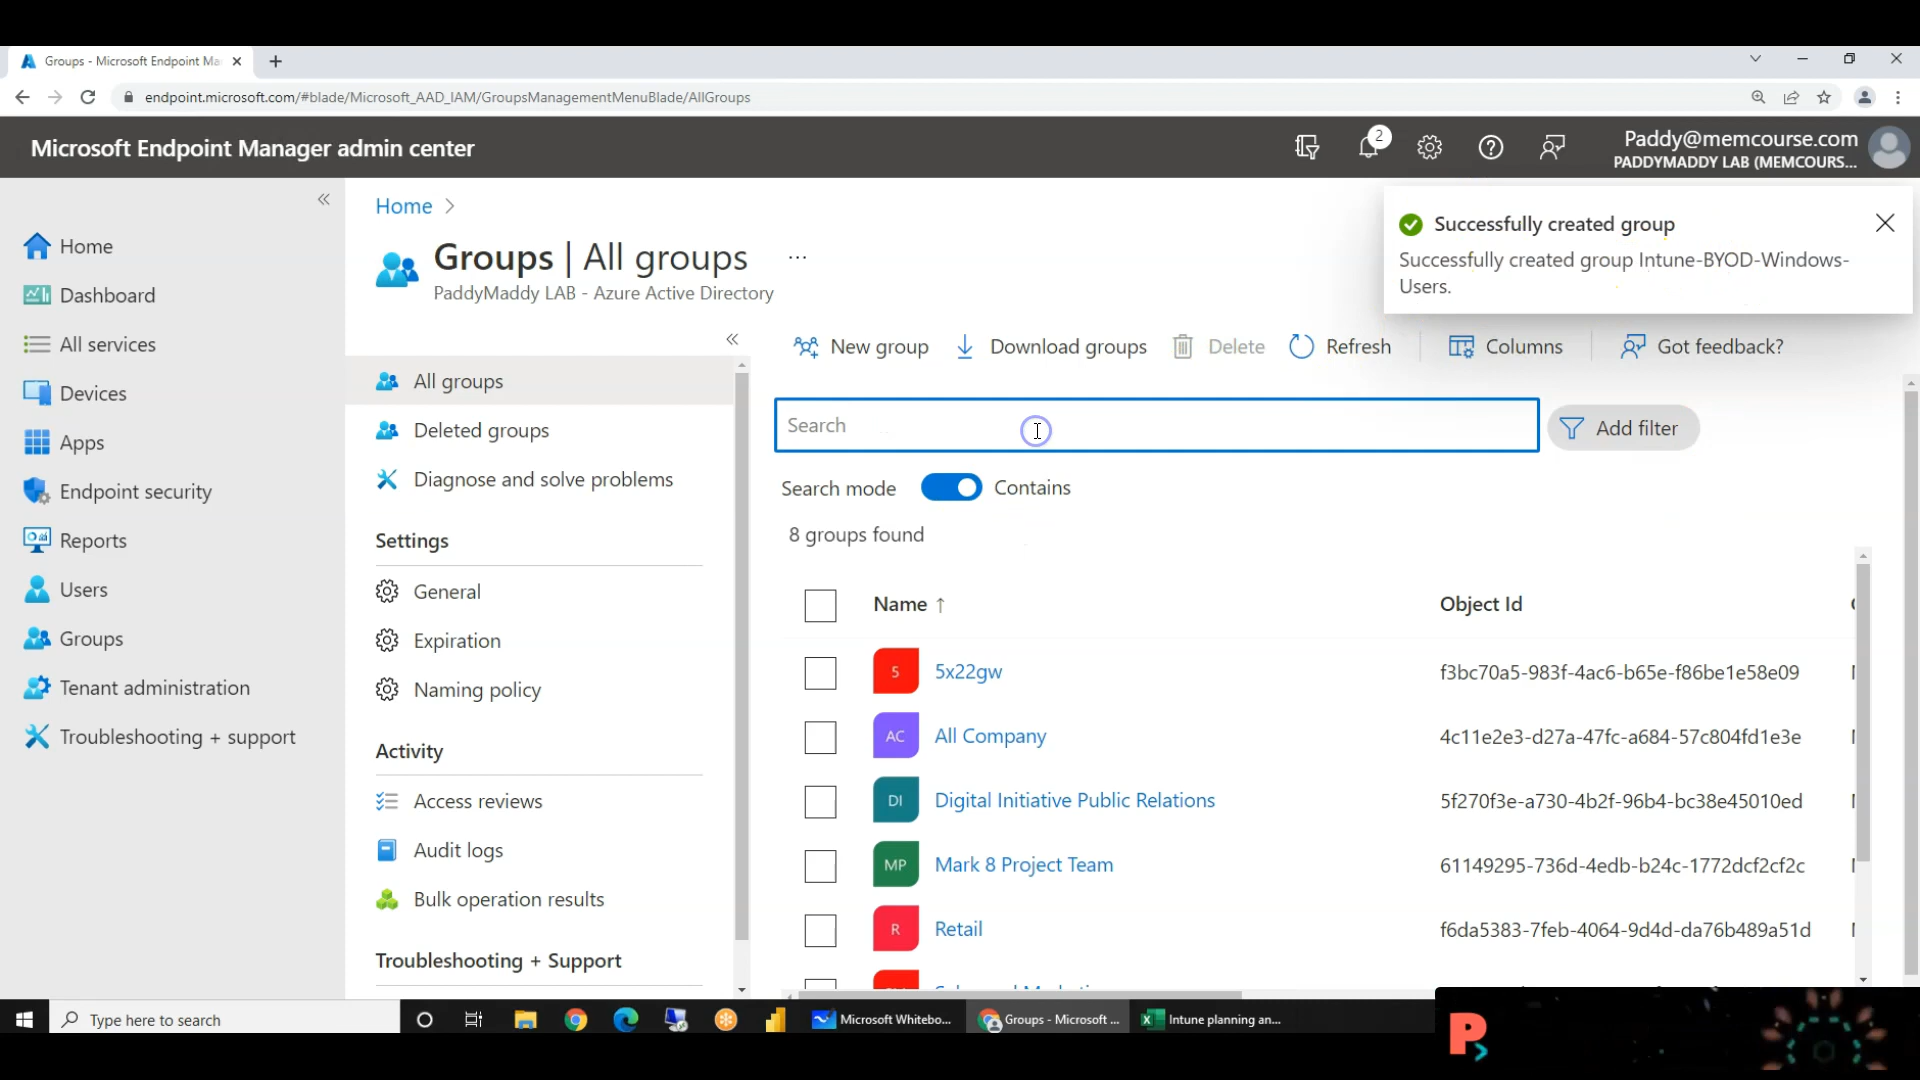 Groups - Microsoft Endpoint Ma
endpoint.microsoft.com/#blade/Microsoft_AAD_IAM/GroupsManagementMenuBlade/AllGroups
Microsoft Endpoint Manager admin center
2
Paddy@memcourse.com
PADDYMADDY LAB (MEMCOURS...
Home
Dashboard
All services
Devices
Apps
Endpoint security
Reports
Users
Groups
Tenant administration
Troubleshooting + support
Home
Groups | All groups
PaddyMaddy LAB - Azure Active Directory
Successfully created group
Successfully created group Intune-BYOD-Windows-
Users.
All groups
Deleted groups
Diagnose and solve problems
Settings
General
Expiration
Naming policy
Activity
Access reviews
Audit logs
Bulk operation results
Troubleshooting + Support
New group
Download groups
Delete
Refresh
Columns
Got feedback?
Search
Add filter
Search mode
Contains
8 groups found
Name ↑
Object Id
5
5x22gw
f3bc70a5-983f-4ac6-b65e-f86be1e58e09
AC
All Company
4c11e2e3-d27a-47fc-a684-57c804fd1e3e
DI
Digital Initiative Public Relations
5f270f3e-a730-4b2f-96b4-bc38e45010ed
MP
Mark 8 Project Team
61149295-736d-4edb-b24c-1772dcf2cf2c
R
Retail
f6da5383-7feb-4064-9d4d-da76b489a51d
Type here to search
Microsoft Whitebo...
Groups - Microsoft ...
Intune planning an...
P